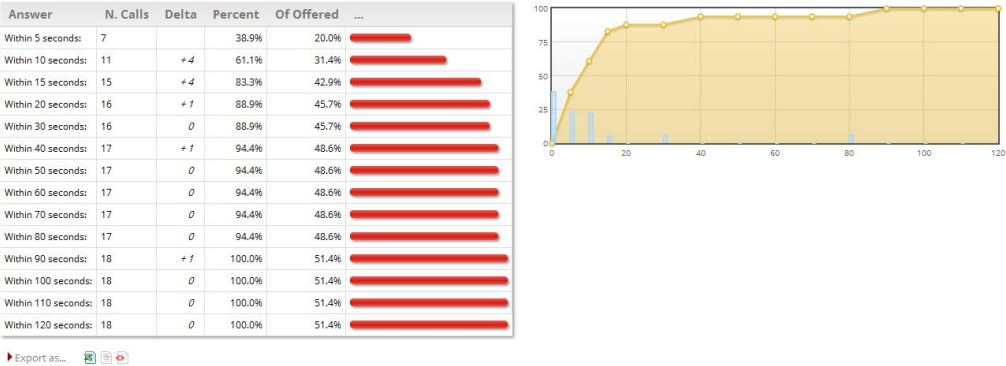 Answer N. Calls Delta Percent Of Offered ...
Within 5 seconds: 7 38.9% 20.0%
Within 10 seconds: 11 +4 61.1% 31.4%
Within 15 seconds: 15 +4 83.3% 42.9%
Within 20 seconds: 16 +1 88.9% 45.7%
Within 30 seconds: 16 0 88.9% 45.7%
Within 40 seconds: 17 +1 94.4% 48.6%
Within 50 seconds: 17 0 94.4% 48.6%
Within 60 seconds: 17 0 94.4% 48.6%
Within 70 seconds: 17 0 94.4% 48.6%
Within 80 seconds: 17 0 94.4% 48.6%
Within 90 seconds: 18 +1 100.0% 51.4%
Within 100 seconds: 18 0 100.0% 51.4%
Within 110 seconds: 18 0 100.0% 51.4%
Within 120 seconds: 18 0 100.0% 51.4%
Export as...
100
75
50
25
0
0 20 40 60 80 100 120